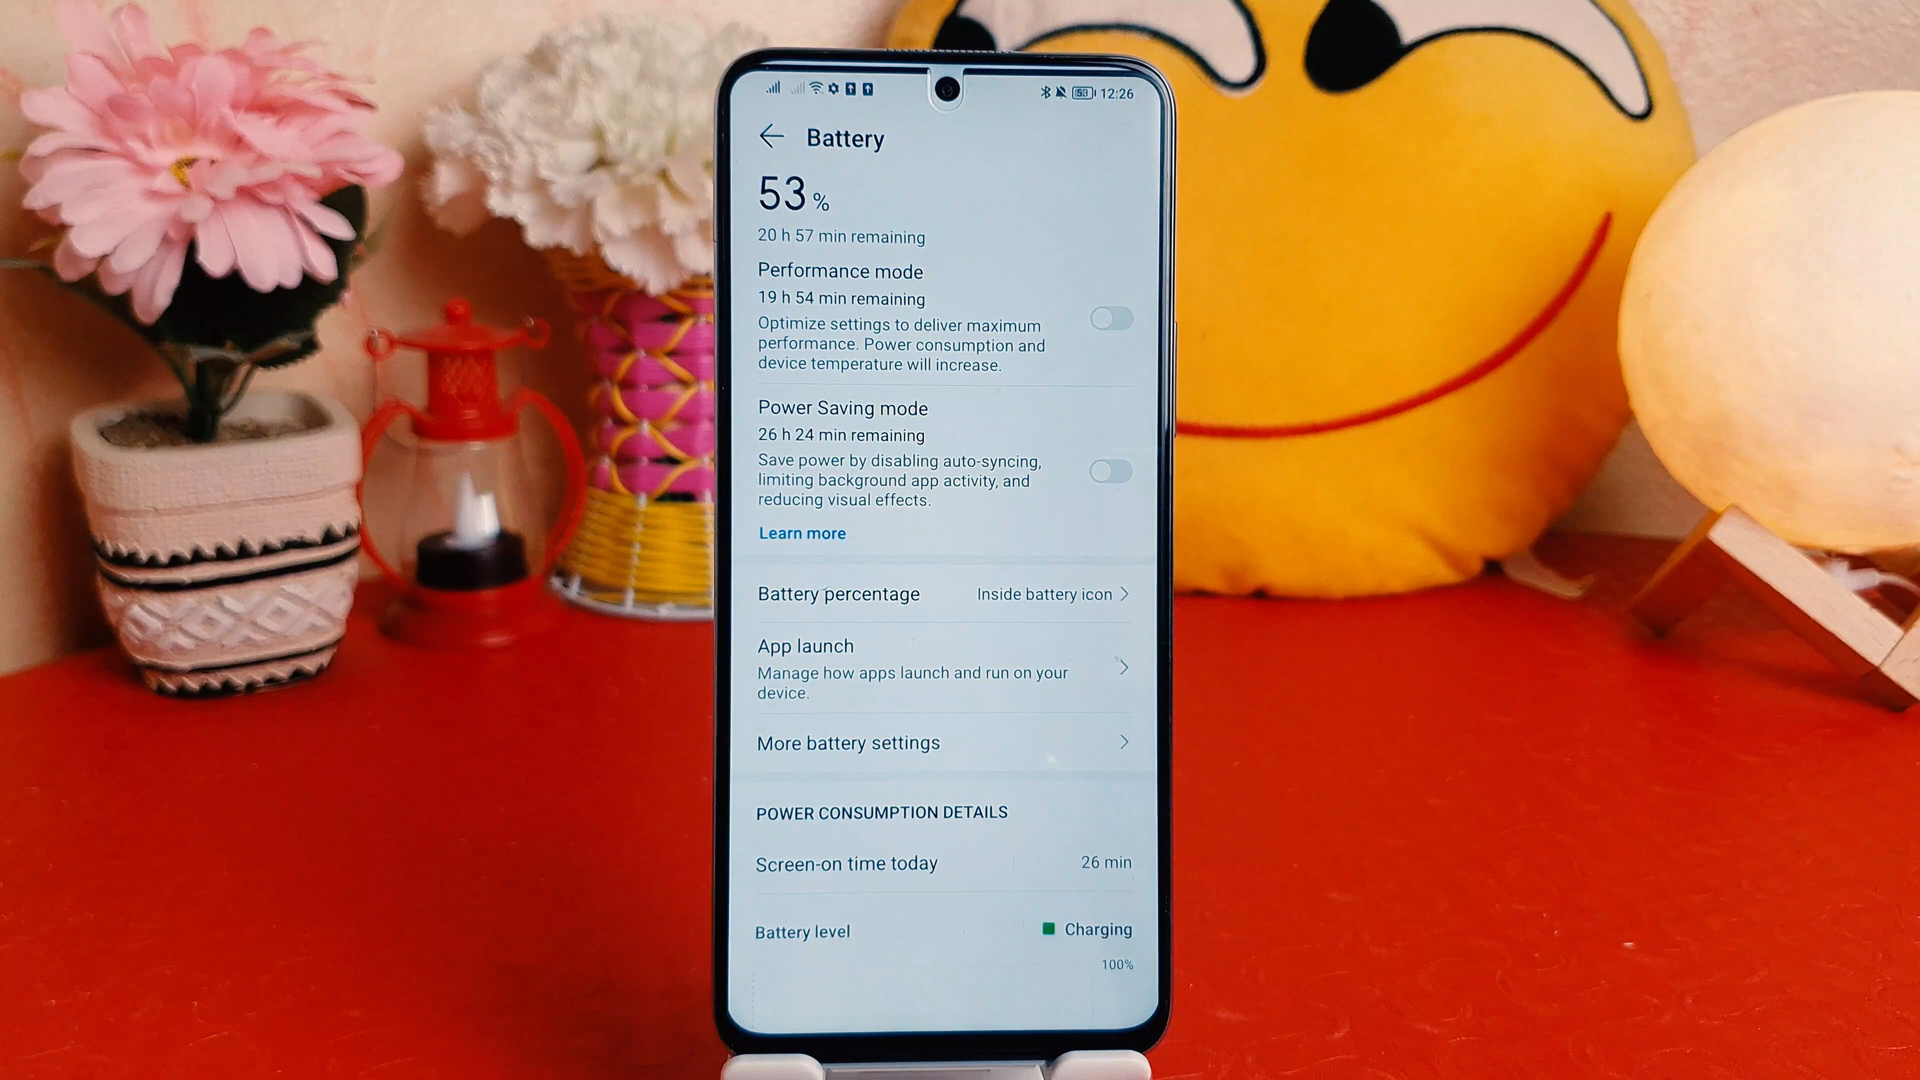 53 12:26
Battery
53 %
20 h 57 min remaining
Performance mode
19 h 54 min remaining
Optimize settings to deliver maximum
performance. Power consumption and
device temperature will increase.
Power Saving mode
26 h 24 min remaining
Save power by disabling auto-syncing,
limiting background app activity, and
reducing visual effects.
Learn more
Battery percentage Inside battery icon
App launch
Manage how apps launch and run on your
device.
More battery settings
POWER CONSUMPTION DETAILS
Screen-on time today 26 min
Battery level Charging
100%